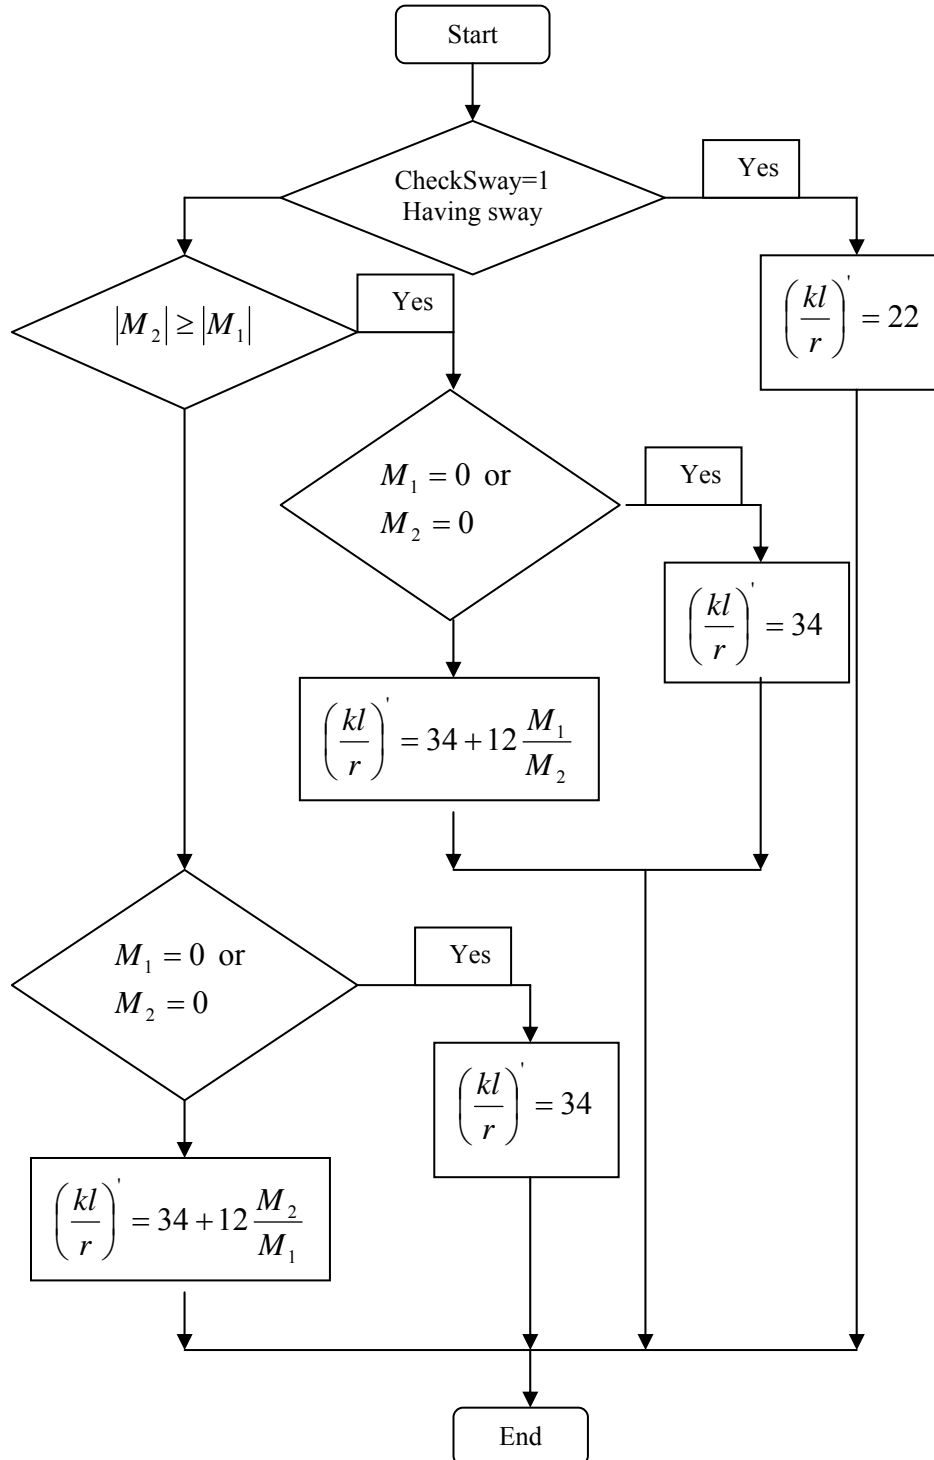 Start
CheckSway=1
Having sway
Yes
|M₂| ≥ |M₁|
Yes
(kl/r)' = 22
M₁ = 0 or
M₂ = 0
Yes
(kl/r)' = 34
(kl/r)' = 34 + 12 M₁/M₂
M₁ = 0 or
M₂ = 0
Yes
(kl/r)' = 34
(kl/r)' = 34 + 12 M₂/M₁
End